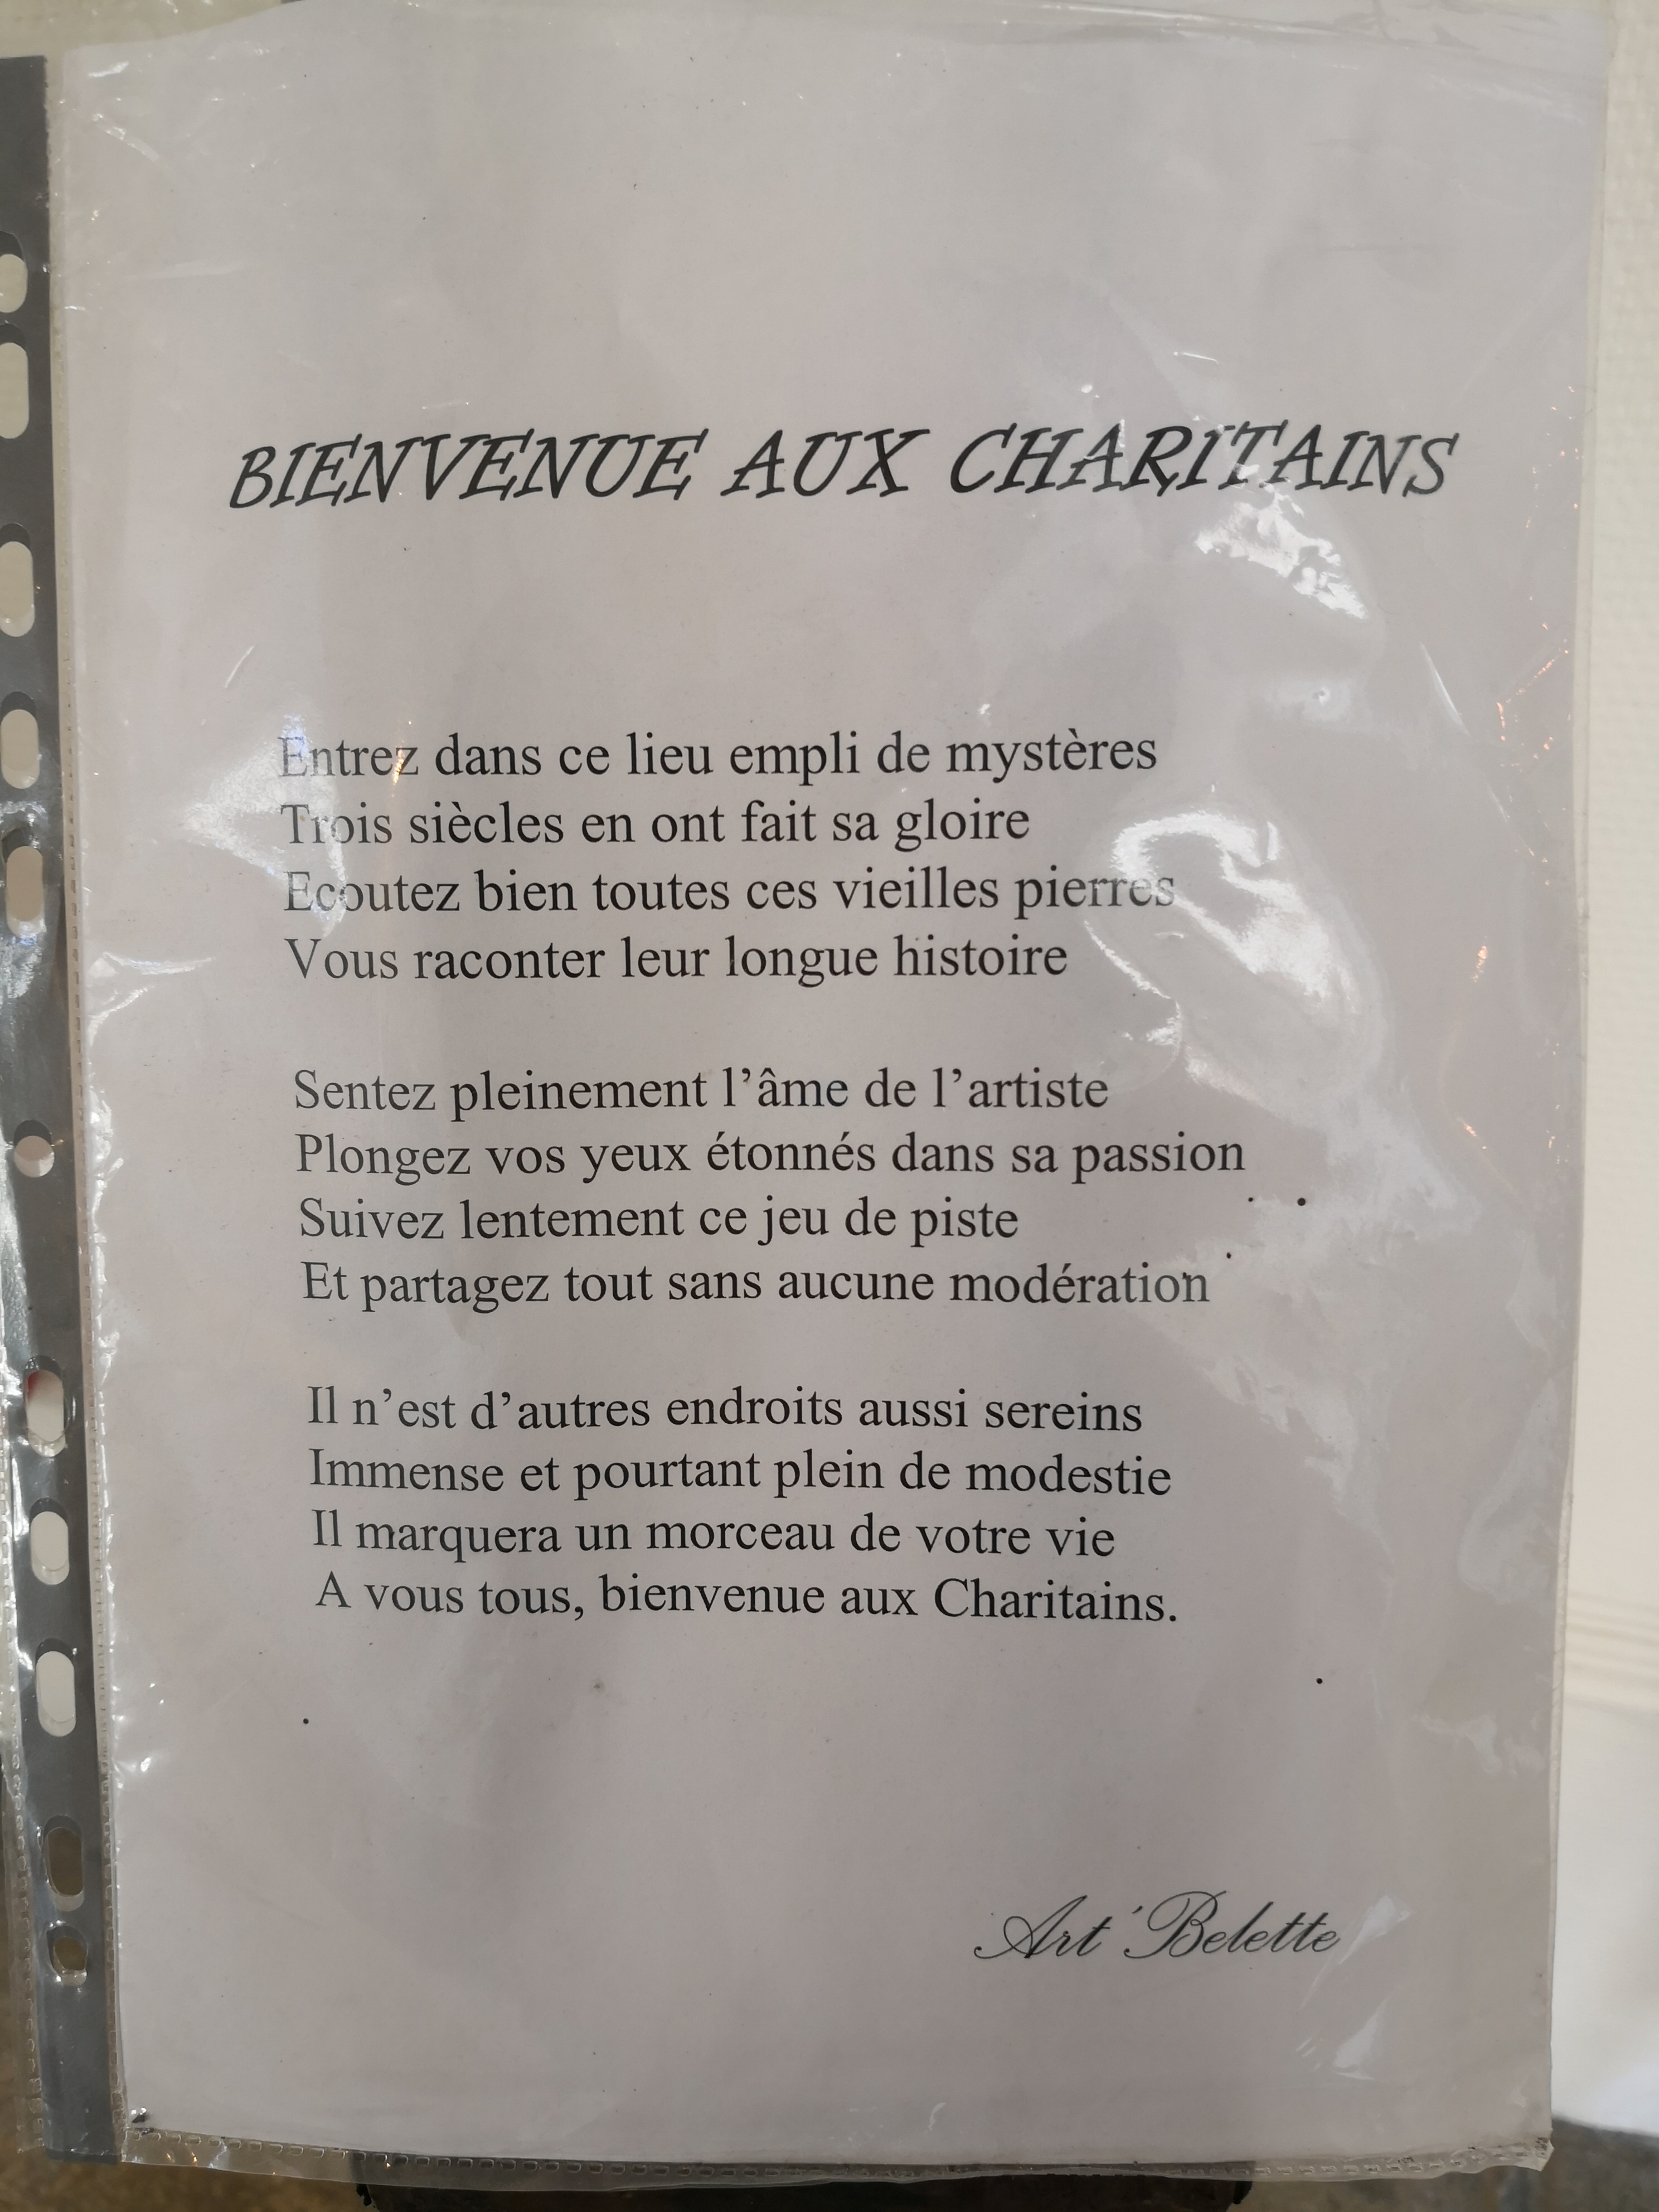 BIENVENUE AUX CHARITAINS
Entrez dans ce lieu empli de mystères
Trois siècles en ont fait sa gloire
Ecoutez bien toutes ces vieilles pierres
Vous raconter leur longue histoire
Sentez pleinement l’âme de l’artiste
Plongez vos yeux étonnés dans sa passion
Suivez lentement ce jeu de piste
Et partagez tout sans aucune modération
Il n’est d’autres endroits aussi sereins
Immense et pourtant plein de modestie
Il marquera un morceau de votre vie
A vous tous, bienvenue aux Charitains.
Art’Belette